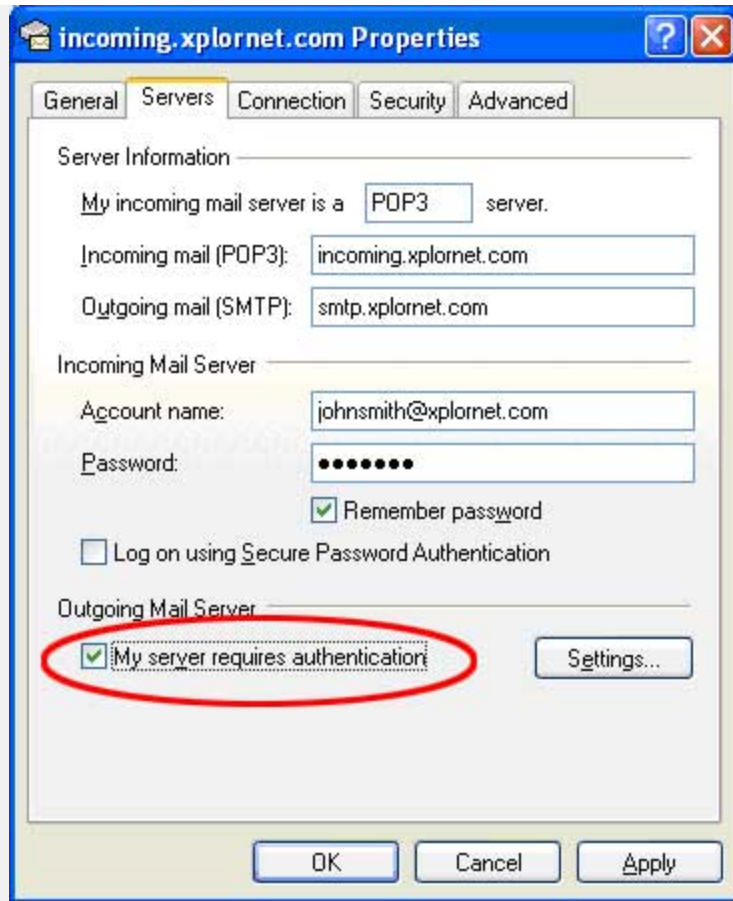 incoming.xplornet.com Properties
?
General Servers Connection Security Advanced
Server Information
My incoming mail server is a POP3 server.
Incoming mail (POP3): incoming.xplornet.com
Outgoing mail (SMTP): smtp.xplornet.com
Incoming Mail Server
Account name: johnsmith@xplornet.com
Password: •••••••
Remember password
Log on using Secure Password Authentication
Outgoing Mail Server
My server requires authentication Settings...
OK Cancel Apply